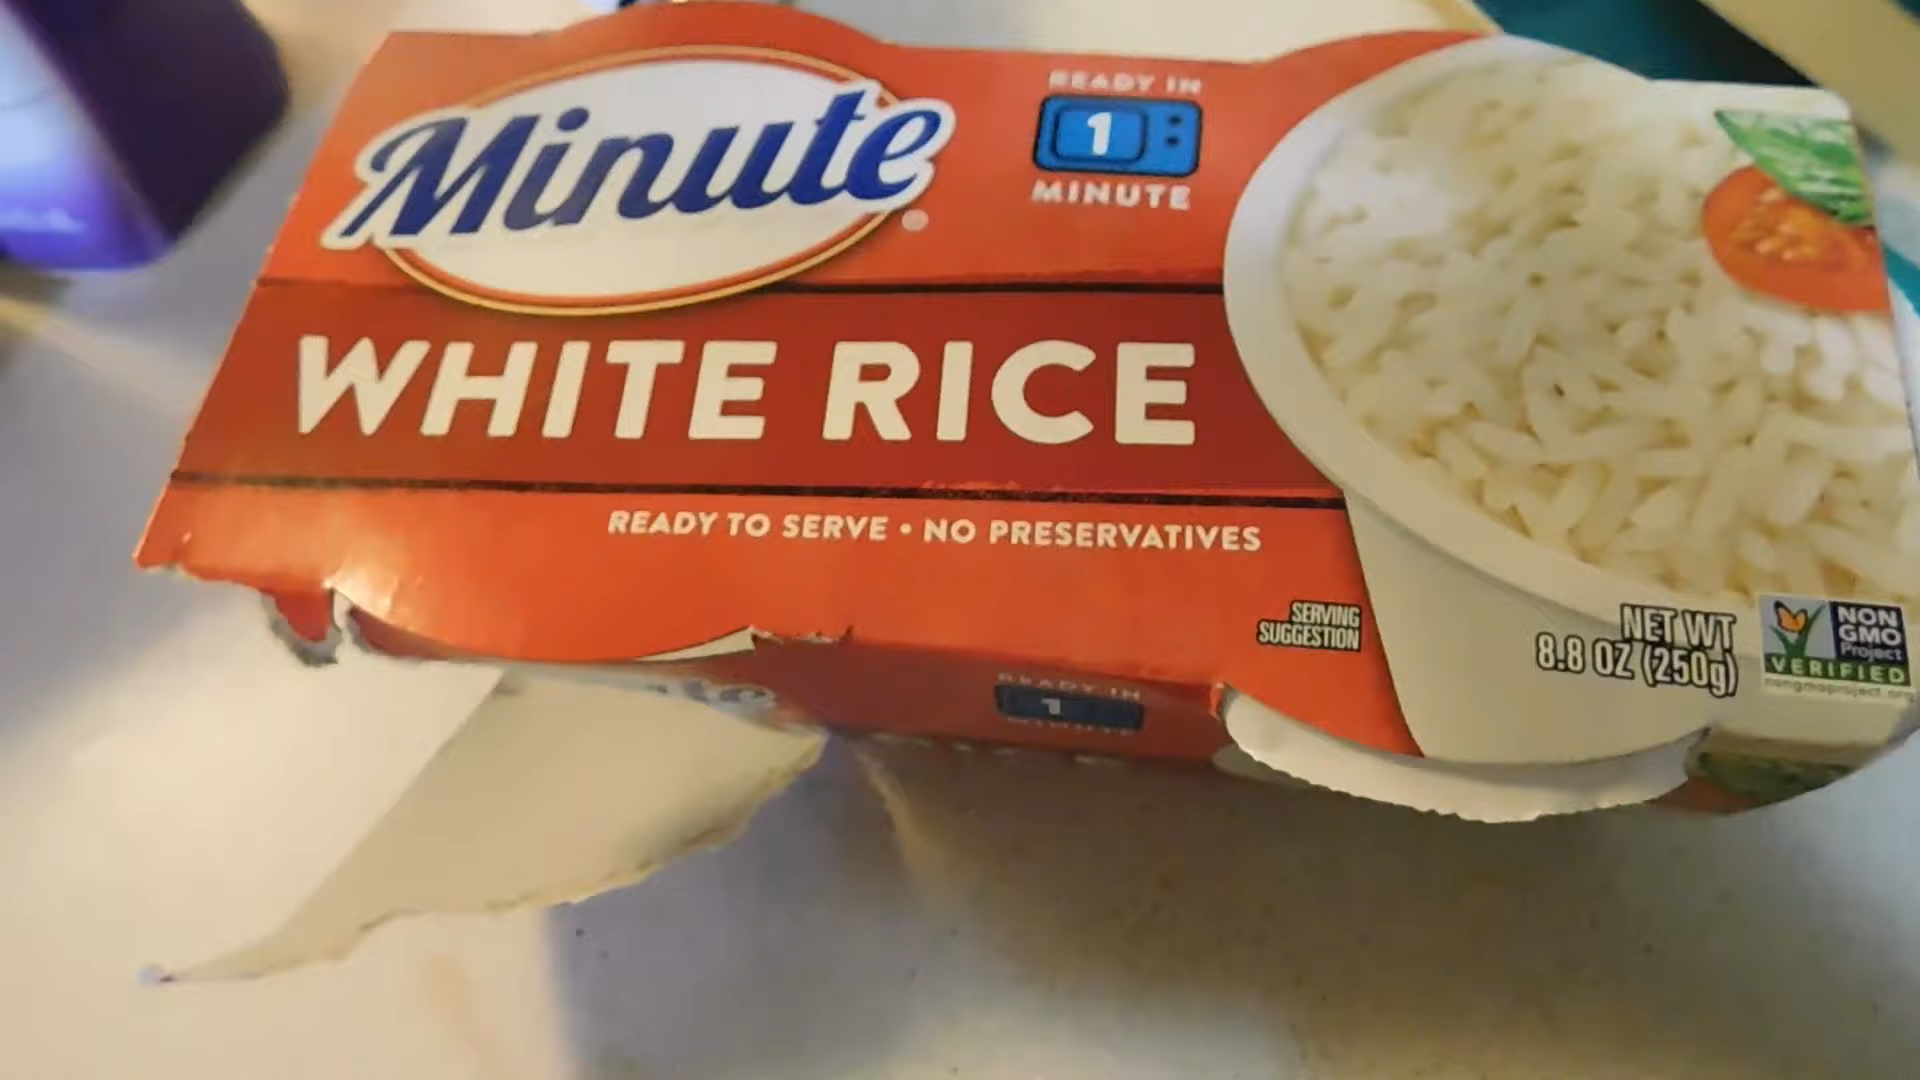 Minute
READY IN
1
MINUTE
WHITE RICE
READY TO SERVE • NO PRESERVATIVES
SERVING
SUGGESTION
NET WT
8.8 OZ (250g)
NON
GMO
Project
VERIFIED
nongmoproject.org
READY IN
1
MINUTE